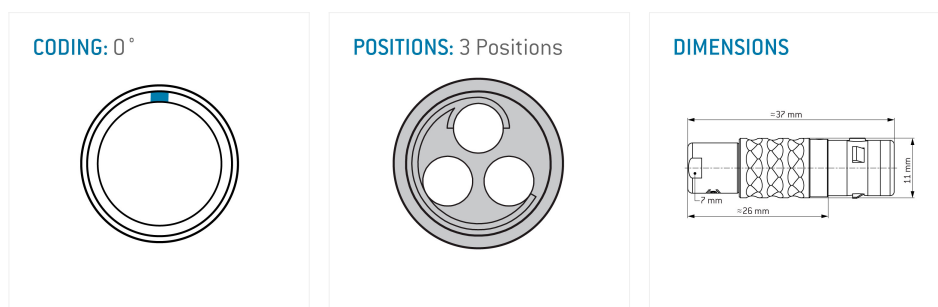 CODING: 0°
POSITIONS: 3 Positions
DIMENSIONS
≈37 mm
11 mm
7 mm
≈26 mm